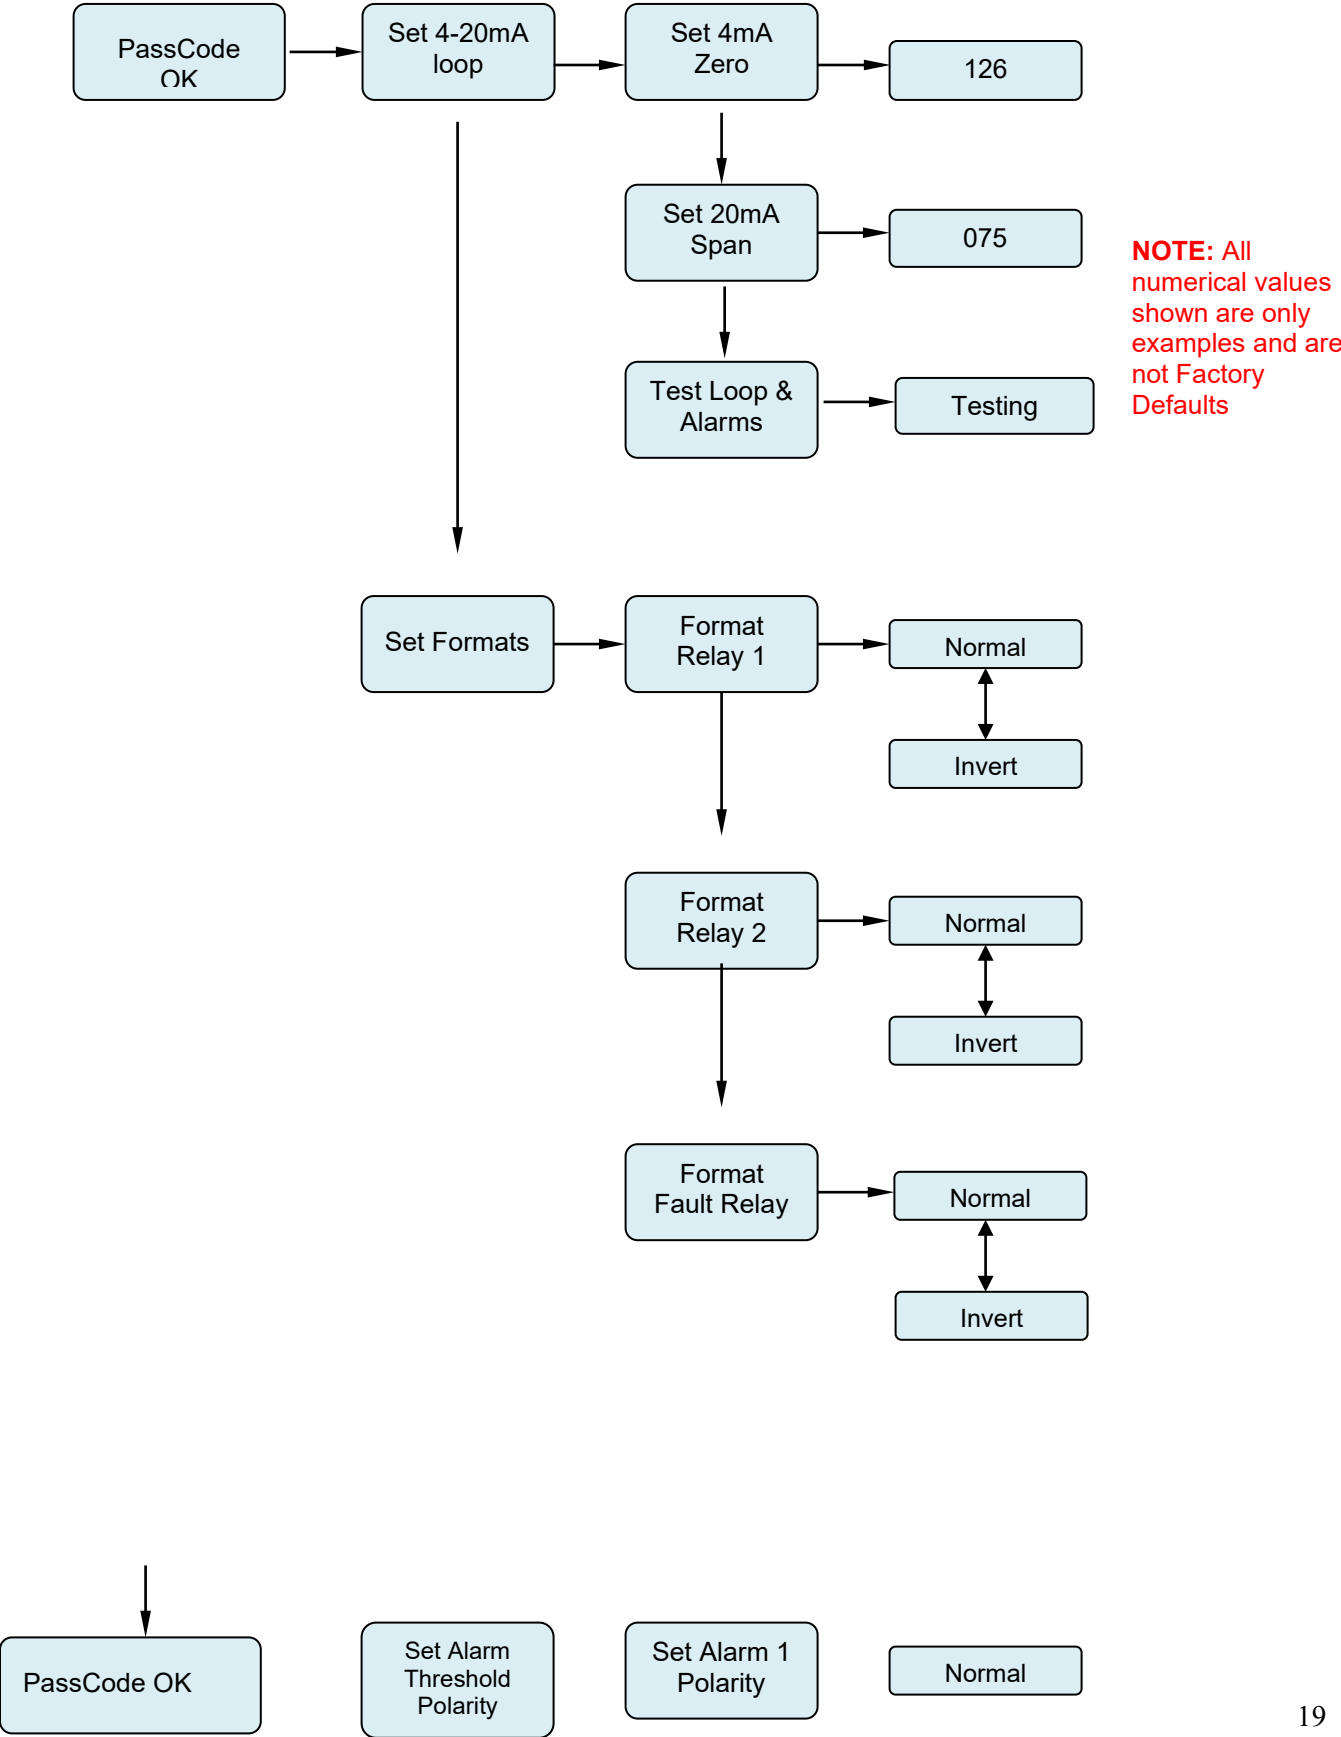 PassCode
OK
Set 4-20mA
loop
Set 4mA
Zero
126
Set 20mA
Span
075
NOTE: All
numerical values
shown are only
examples and are
not Factory
Defaults
Test Loop &
Alarms
Testing
Set Formats
Format
Relay 1
Normal
Invert
Format
Relay 2
Normal
Invert
Format
Fault Relay
Normal
Invert
PassCode OK
Set Alarm
Threshold
Polarity
Set Alarm 1
Polarity
Normal
19